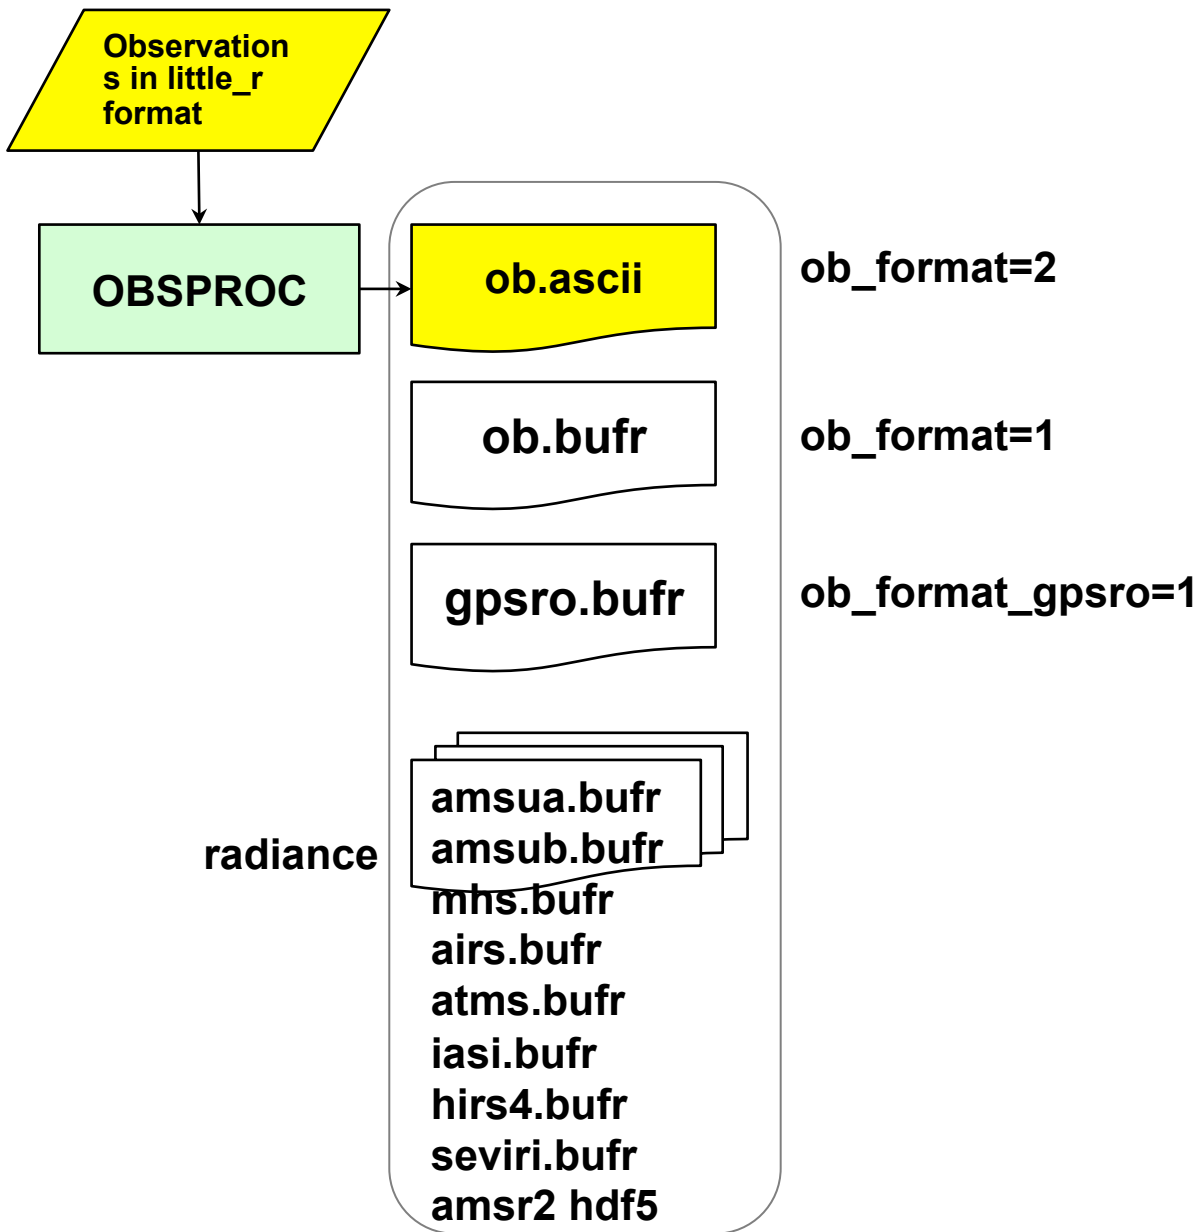 Observation
s in little_r
format
OBSPROC
ob.ascii
ob_format=2
ob.bufr
ob_format=1
gpsro.bufr
ob_format_gpsro=1
radiance
amsua.bufr
amsub.bufr
mhs.bufr
airs.bufr
atms.bufr
iasi.bufr
hirs4.bufr
seviri.bufr
amsr2 hdf5